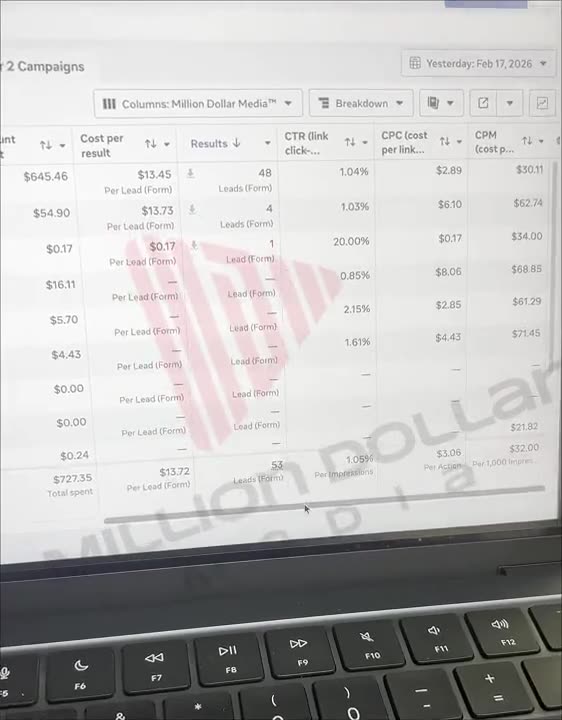 r 2 Campaigns
Yesterday: Feb 17, 2026
Columns: Million Dollar Media™
Breakdown
Cost per result
Results ↓
CTR (link click-...
CPC (cost per link...
CPM (cost p...
$645.46 $13.45 48 1.04% $2.89 $30.11
Per Lead (Form) Leads (Form)
$54.90 $13.73 4 1.03% $6.10 $62.74
Per Lead (Form) Leads (Form)
$0.17 $0.17 1 20.00% $0.17 $34.00
Per Lead (Form) Lead (Form)
$16.11 — — 0.85% $8.06 $68.85
Per Lead (Form) Lead (Form)
$5.70 — — 2.15% $2.85 $61.29
Per Lead (Form) Lead (Form)
$4.43 — — 1.61% $4.43 $71.45
Per Lead (Form) Lead (Form)
$0.00 — — — — —
Per Lead (Form) Lead (Form)
$0.00 — — — — —
Per Lead (Form) Lead (Form)
$0.24 — — — — $21.82
$727.35 $13.72 53 1.05% $3.06 $32.00
Total spent Per Lead (Form) Leads (Form) Per Impressions Per Action... Per 1,000 Impres...
MILLION DOLLAR
Media
F5 F6 F7 F8 F9 F10 F11 F12
& * ( ) 0 — - + =